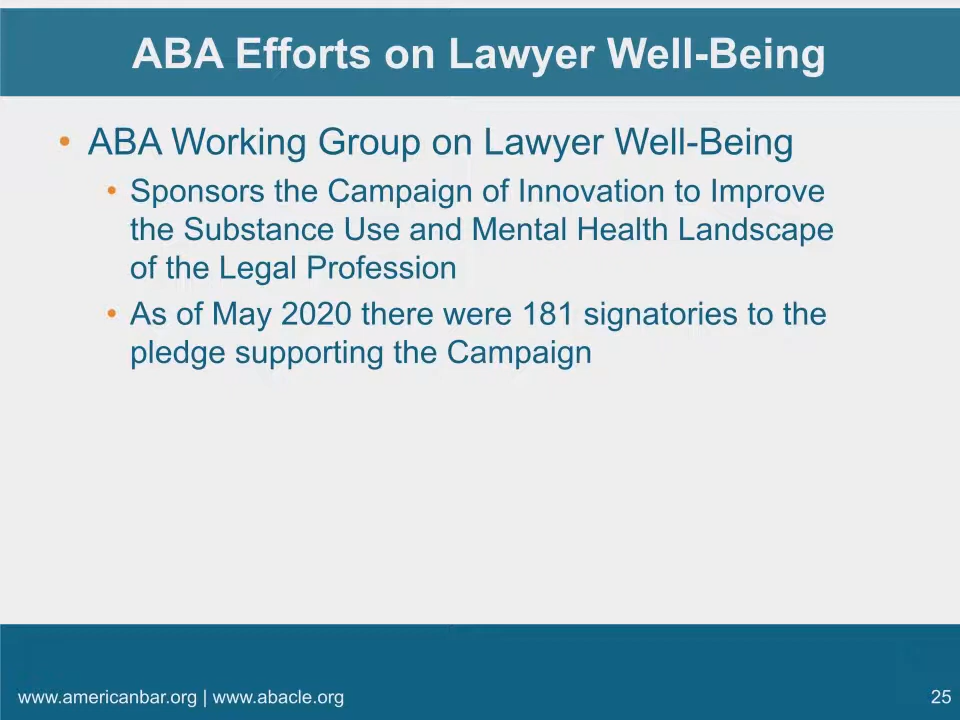 ABA Efforts on Lawyer Well-Being
• ABA Working Group on Lawyer Well-Being
• Sponsors the Campaign of Innovation to Improve
the Substance Use and Mental Health Landscape
of the Legal Profession
• As of May 2020 there were 181 signatories to the
pledge supporting the Campaign
www.americanbar.org | www.abacle.org
25